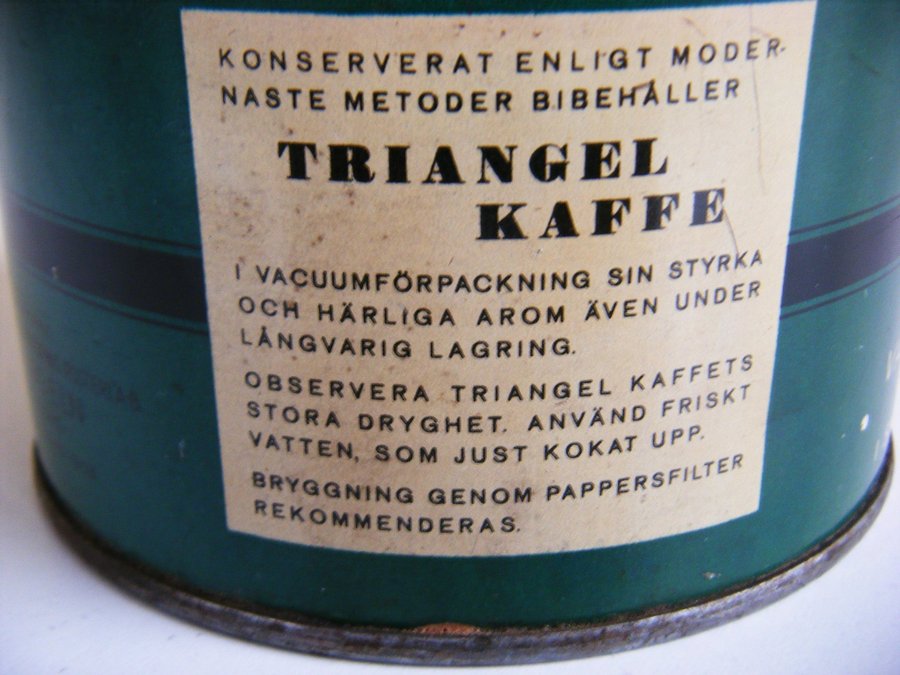 KONSERVERAT ENLIGT MODER-
NASTE METODER BIBEHÅLLER
TRIANGEL
KAFFE
I VACUUMFÖRPACKNING SIN STYRKA
OCH HÄRLIGA AROM ÄVEN UNDER
LÅNGVARIG LAGRING.
OBSERVERA TRIANGEL KAFFETS
STORA DRYGHET. ANVÄND FRISKT
VATTEN, SOM JUST KOKAT UPP.
BRYGGNING GENOM PAPPERSFILTER
REKOMMENDERAS.